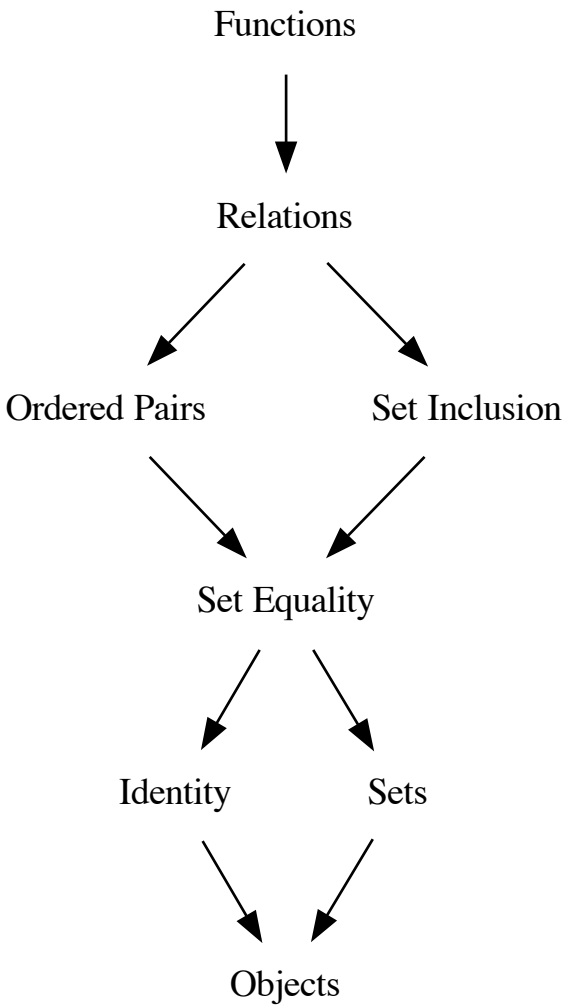 Functions
Relations
Ordered Pairs
Set Inclusion
Set Equality
Identity
Sets
Objects